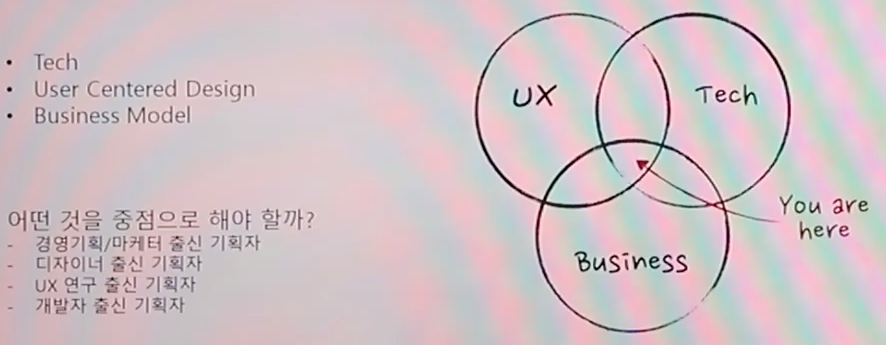 • Tech
• User Centered Design
• Business Model
어떤 것을 중점으로 해야 할까?
- 경영기획/마케터 출신 기획자
- 디자이너 출신 기획자
- UX 연구 출신 기획자
- 개발자 출신 기획자
UX
Tech
Business
You are
here